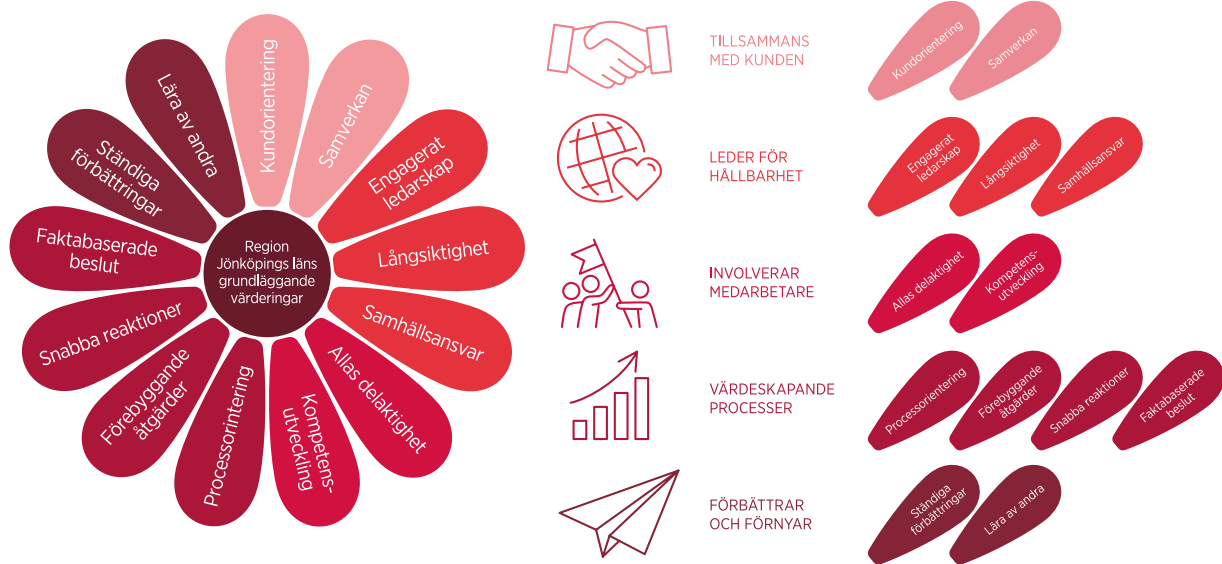 Kundorientering
Samverkan
Engagerat
ledarskap
Långsiktighet
Samhällsansvar
Allas delaktighet
Kompetens-
utveckling
Processorintering
Förebyggande
åtgärder
Snabba reaktioner
Faktabaserade
beslut
Ständiga
förbättringar
Lära av andra
Region
Jönköpings läns
grundläggande
värderingar
TILLSAMMANS
MED KUNDEN
Kundorientering
Samverkan
LEDER FÖR
HÅLLBARHET
Engagerat
ledarskap
Långsiktighet
Samhällsansvar
INVOLVERAR
MEDARBETARE
Allas delaktighet
Kompetens-
utveckling
VÄRDESKAPANDE
PROCESSER
Processorientering
Förebyggande
åtgärder
Snabba reaktioner
Faktabaserade
beslut
FÖRBÄTTRAR
OCH FÖRNYAR
Ständiga
förbättringar
Lära av andra